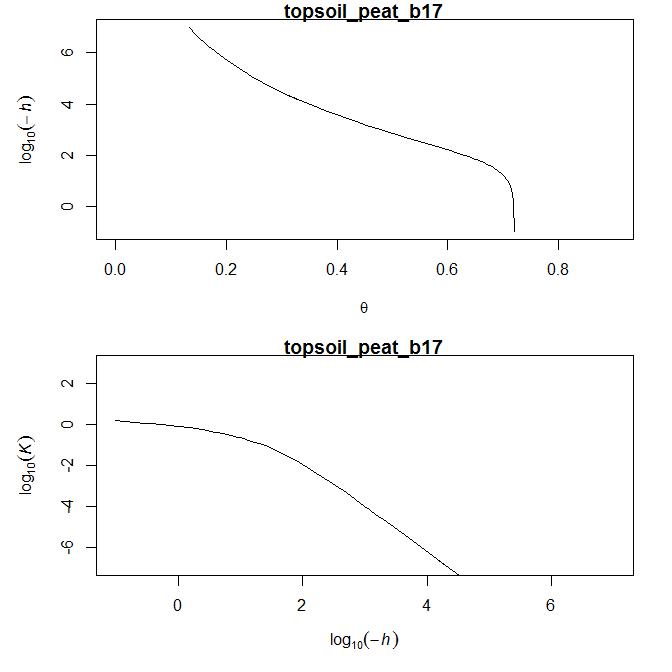 topsoil_peat_b17
6
4
2
0
log10(− h)
0.0 0.2 0.4 0.6 0.8
θ
topsoil_peat_b17
2
0
-2
-4
-6
log10(K)
0 2 4 6
log10(−h)